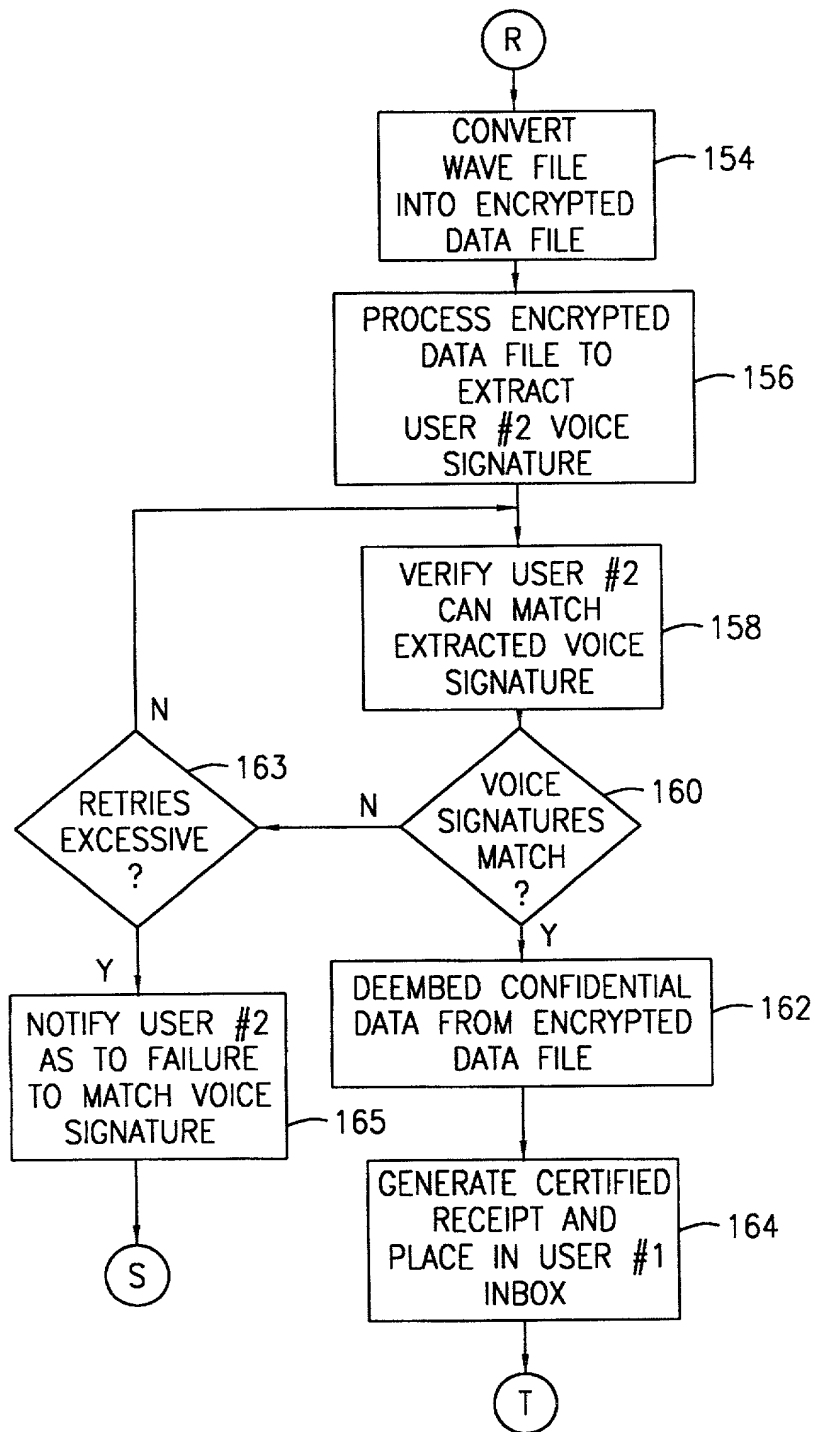 R
CONVERT
WAVE FILE
INTO ENCRYPTED
DATA FILE
154
PROCESS ENCRYPTED
DATA FILE TO
EXTRACT
USER #2 VOICE
SIGNATURE
156
VERIFY USER #2
CAN MATCH
EXTRACTED VOICE
SIGNATURE
158
N
163
RETRIES
EXCESSIVE
?
N
VOICE
SIGNATURES
MATCH
?
160
Y
Y
NOTIFY USER #2
AS TO FAILURE
TO MATCH VOICE
SIGNATURE
165
DEEMBED CONFIDENTIAL
DATA FROM ENCRYPTED
DATA FILE
162
GENERATE CERTIFIED
RECEIPT AND
PLACE IN USER #1
INBOX
164
S
T